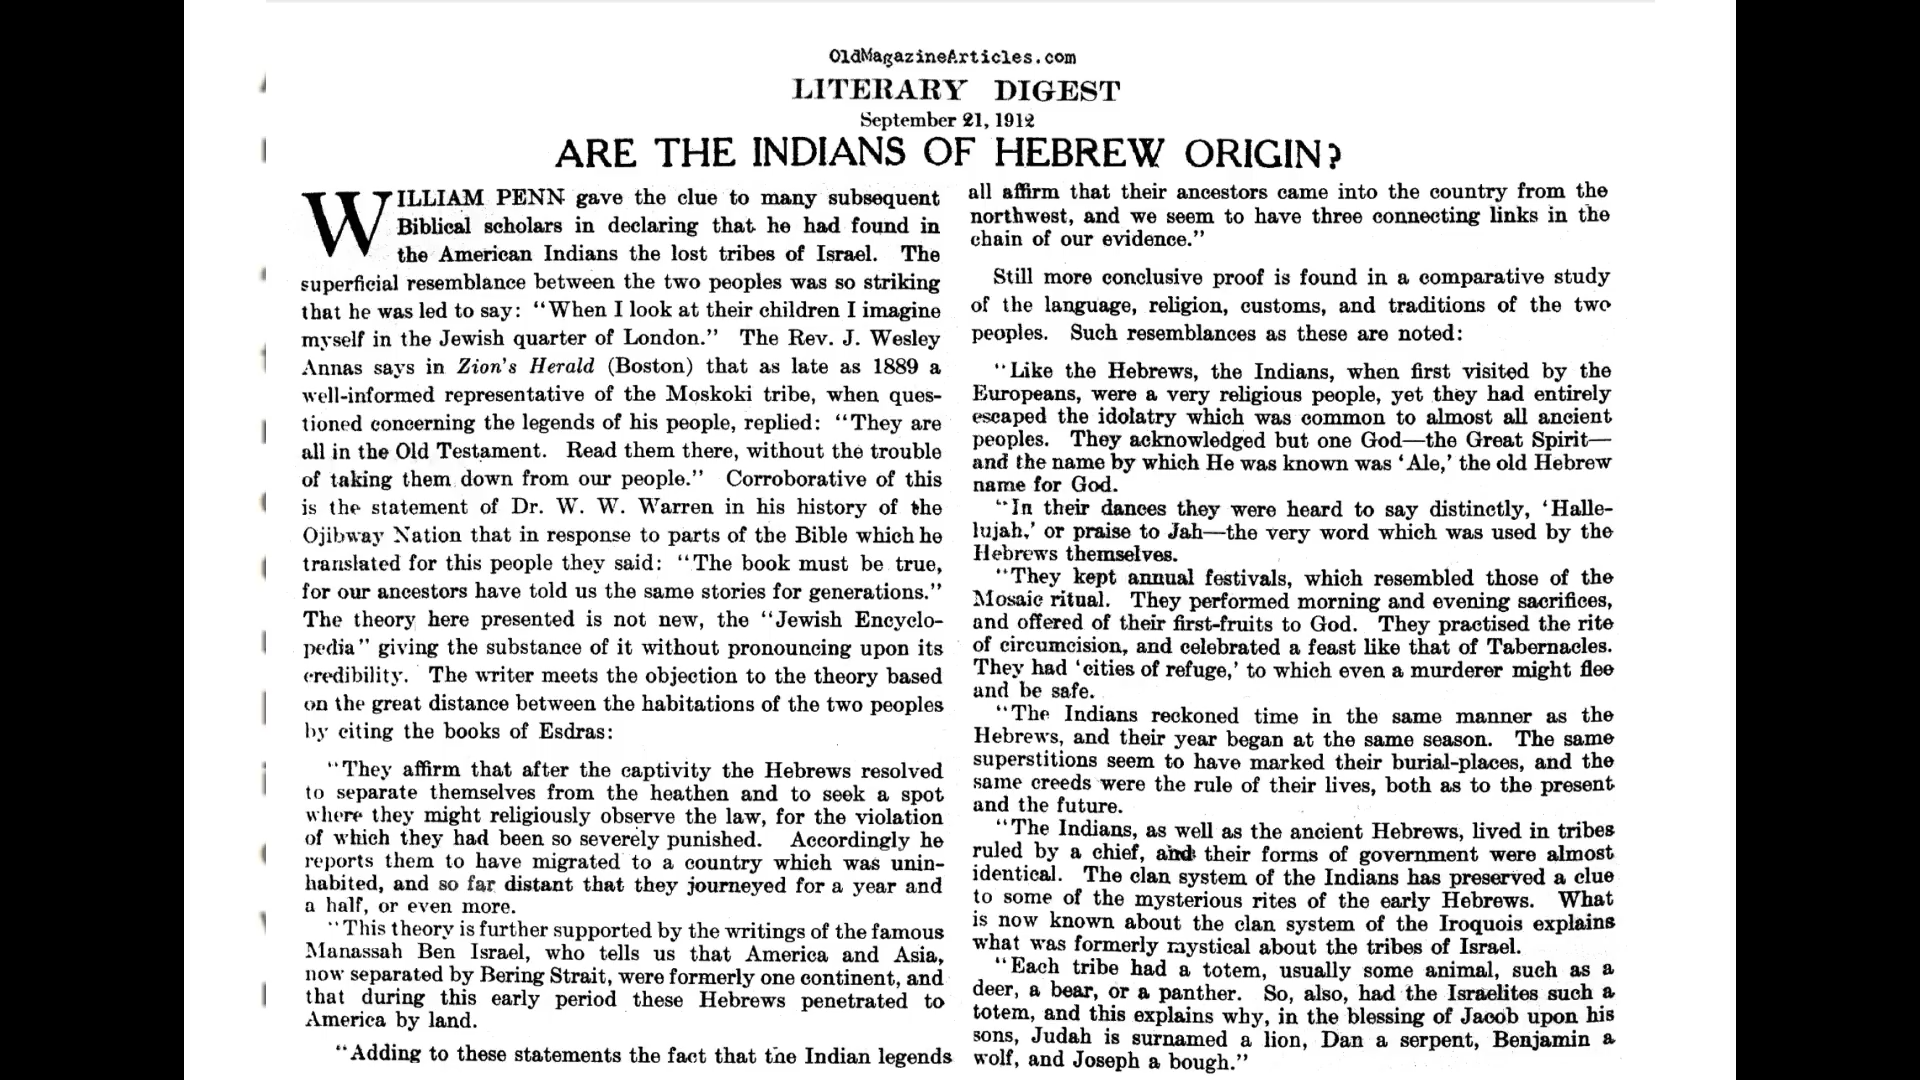 OldMagazineArticles.com
LITERARY DIGEST
September 21, 1912
ARE THE INDIANS OF HEBREW ORIGIN?
WILLIAM PENN gave the clue to many subsequent
Biblical scholars in declaring that he had found in
the American Indians the lost tribes of Israel. The
superficial resemblance between the two peoples was so striking
that he was led to say: "When I look at their children I imagine
myself in the Jewish quarter of London." The Rev. J. Wesley
Annas says in Zion's Herald (Boston) that as late as 1889 a
well-informed representative of the Moskoki tribe, when ques-
tioned concerning the legends of his people, replied: "They are
all in the Old Testament. Read them there, without the trouble
of taking them down from our people." Corroborative of this
is the statement of Dr. W. W. Warren in his history of the
Ojibway Nation that in response to parts of the Bible which he
translated for this people they said: "The book must be true,
for our ancestors have told us the same stories for generations."
The theory here presented is not new, the "Jewish Encyclo-
pedia" giving the substance of it without pronouncing upon its
credibility. The writer meets the objection to the theory based
on the great distance between the habitations of the two peoples
by citing the books of Esdras:
"They affirm that after the captivity the Hebrews resolved
to separate themselves from the heathen and to seek a spot
where they might religiously observe the law, for the violation
of which they had been so severely punished. Accordingly he
reports them to have migrated to a country which was unin-
habited, and so far distant that they journeyed for a year and
a half, or even more.
"This theory is further supported by the writings of the famous
Manassah Ben Israel, who tells us that America and Asia,
now separated by Bering Strait, were formerly one continent, and
that during this early period these Hebrews penetrated to
America by land.
"Adding to these statements the fact that the Indian legends
all affirm that their ancestors came into the country from the
northwest, and we seem to have three connecting links in the
chain of our evidence."
Still more conclusive proof is found in a comparative study
of the language, religion, customs, and traditions of the two
peoples. Such resemblances as these are noted:
"Like the Hebrews, the Indians, when first visited by the
Europeans, were a very religious people, yet they had entirely
escaped the idolatry which was common to almost all ancient
peoples. They acknowledged but one God—the Great Spirit—
and the name by which He was known was 'Ale,' the old Hebrew
name for God.
"In their dances they were heard to say distinctly, 'Halle-
lujah,' or praise to Jah—the very word which was used by the
Hebrews themselves.
"They kept annual festivals, which resembled those of the
Mosaic ritual. They performed morning and evening sacrifices,
and offered of their first-fruits to God. They practised the rite
of circumcision, and celebrated a feast like that of Tabernacles.
They had 'cities of refuge,' to which even a murderer might flee
and be safe.
"The Indians reckoned time in the same manner as the
Hebrews, and their year began at the same season. The same
superstitions seem to have marked their burial-places, and the
same creeds were the rule of their lives, both as to the present
and the future.
"The Indians, as well as the ancient Hebrews, lived in tribes
ruled by a chief, and their forms of government were almost
identical. The clan system of the Indians has preserved a clue
to some of the mysterious rites of the early Hebrews. What
is now known about the clan system of the Iroquois explains
what was formerly mystical about the tribes of Israel.
"Each tribe had a totem, usually some animal, such as a
deer, a bear, or a panther. So, also, had the Israelites such a
totem, and this explains why, in the blessing of Jacob upon his
sons, Judah is surnamed a lion, Dan a serpent, Benjamin a
wolf, and Joseph a bough."